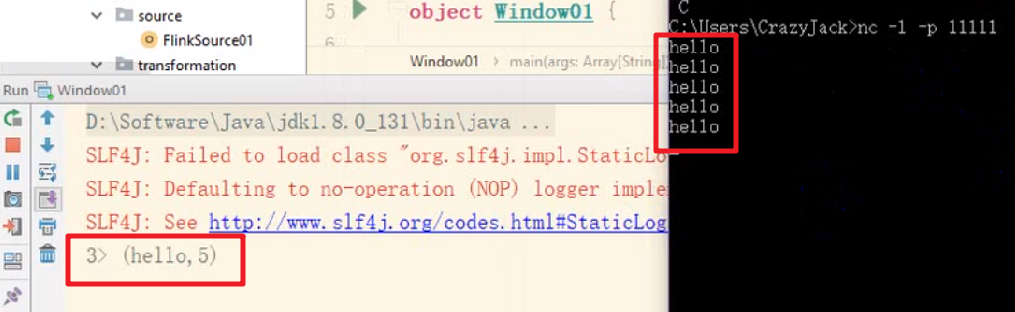 source
FlinkSource01
transformation
5 object Window01 {
6
Window01 > main(args: Array[String]
Run Window01
D:\Software\Java\jdk1.8.0_131\bin\java ...
SLF4J: Failed to load class "org.slf4j.impl.StaticLo
SLF4J: Defaulting to no-operation (NOP) logger imple
SLF4J: See http://www.slf4j.org/codes.html#StaticLog
3> (hello,5)
C
C:\Users\CrazyJack>nc -l -p 11111
hello
hello
hello
hello
hello